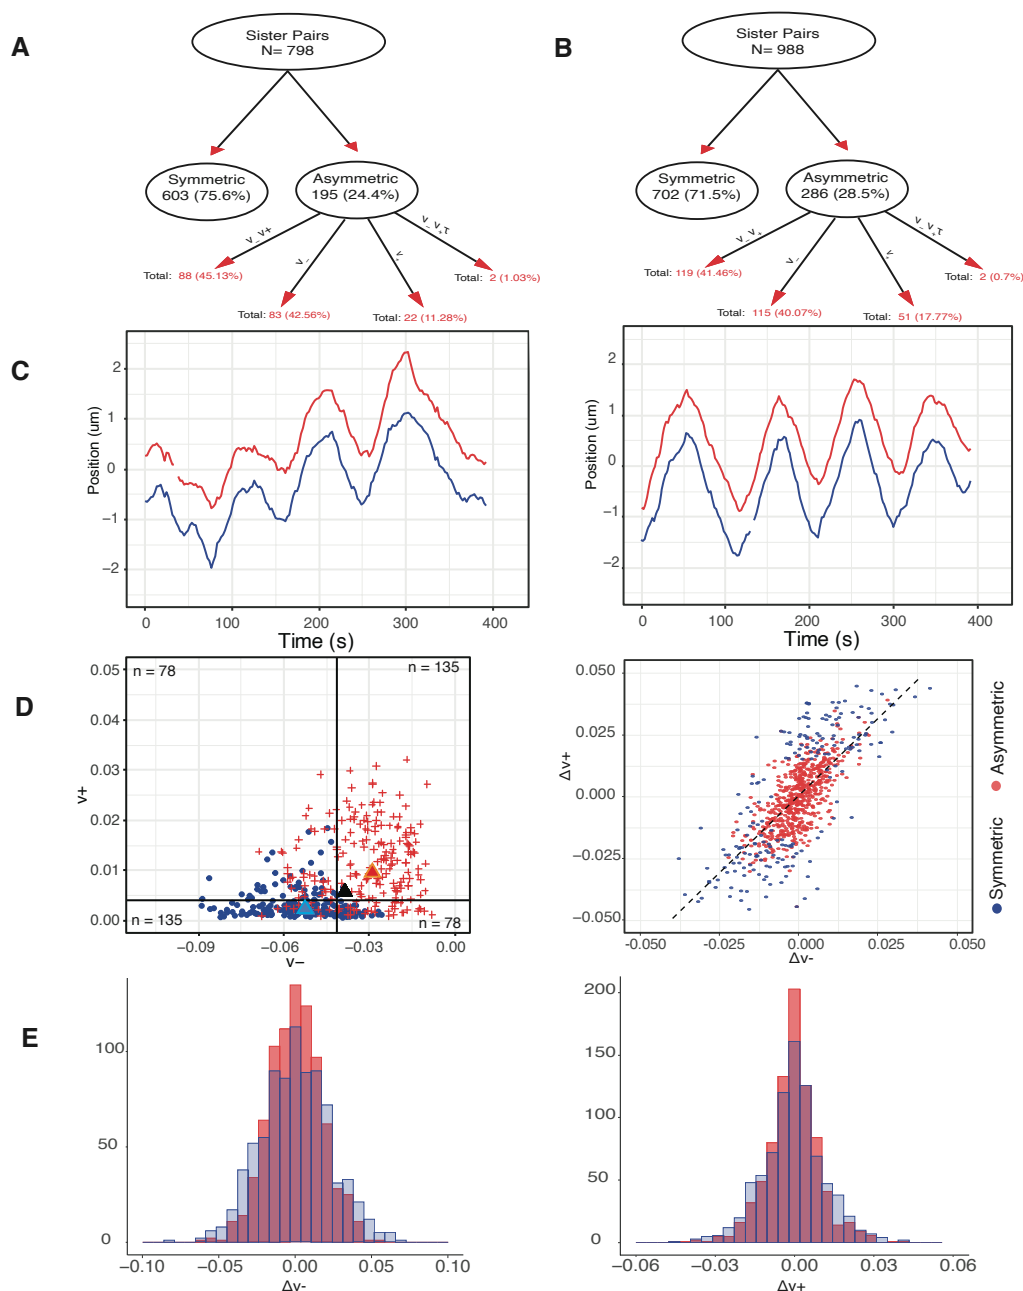 A
Sister Pairs
N= 798
Symmetric
603 (75.6%)
Asymmetric
195 (24.4%)
v_v+
v_
v₊
v_v₊τ
Total: 88 (45.13%)
Total: 83 (42.56%)
Total: 22 (11.28%)
Total: 2 (1.03%)
B
Sister Pairs
N= 988
Symmetric
702 (71.5%)
Asymmetric
286 (28.5%)
v_v₊
v_
v₊
v_v₊τ
Total: 119 (41.46%)
Total: 115 (40.07%)
Total: 51 (17.77%)
Total: 2 (0.7%)
C
Position (um)
2
1
0
−1
−2
0 100 200 300 400
Time (s)
Position (um)
2
1
0
−1
−2
0 100 200 300 400
Time (s)
D
v+
0.05
0.04
0.03
0.02
0.01
0.00
n = 78
n = 135
n = 135
n = 78
−0.09 −0.06 −0.03 0.00
v−
Δv+
0.050
0.025
0.000
−0.025
−0.050
−0.050 −0.025 0.000 0.025 0.050
Δv-
Symmetric
Asymmetric
E
100
50
0
−0.10 −0.05 0.00 0.05 0.10
Δv-
200
150
100
50
0
−0.06 −0.03 0.00 0.03 0.06
Δv+